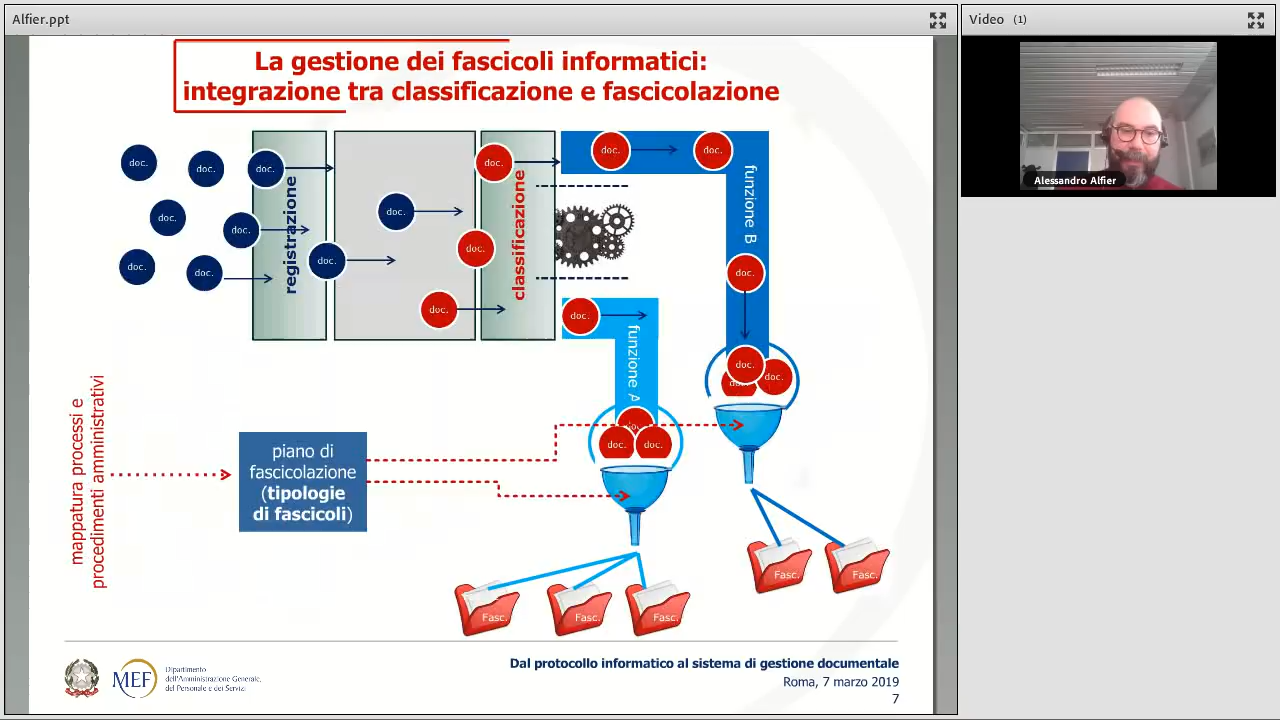 Alfier.ppt
Video (1)
La gestione dei fascicoli informatici:
integrazione tra classificazione e fascicolazione
doc.
doc.
doc.
doc.
doc.
doc.
doc.
registrazione
doc.
doc.
doc.
doc.
doc.
classificazione
doc.
doc.
funzione B
doc.
doc.
doc.
doc.
doc.
funzione A
doc.
doc.
doc.
mappatura processi e
procedimenti amministrativi
piano di
fascicolazione
(tipologie
di fascicoli)
Fasc.
Fasc.
Fasc.
Fasc.
Fasc.
Alessandro Alfier
MEF
Dipartimento
dell'Amministrazione Generale,
del Personale e dei Servizi
Dal protocollo informatico al sistema di gestione documentale
Roma, 7 marzo 2019
7